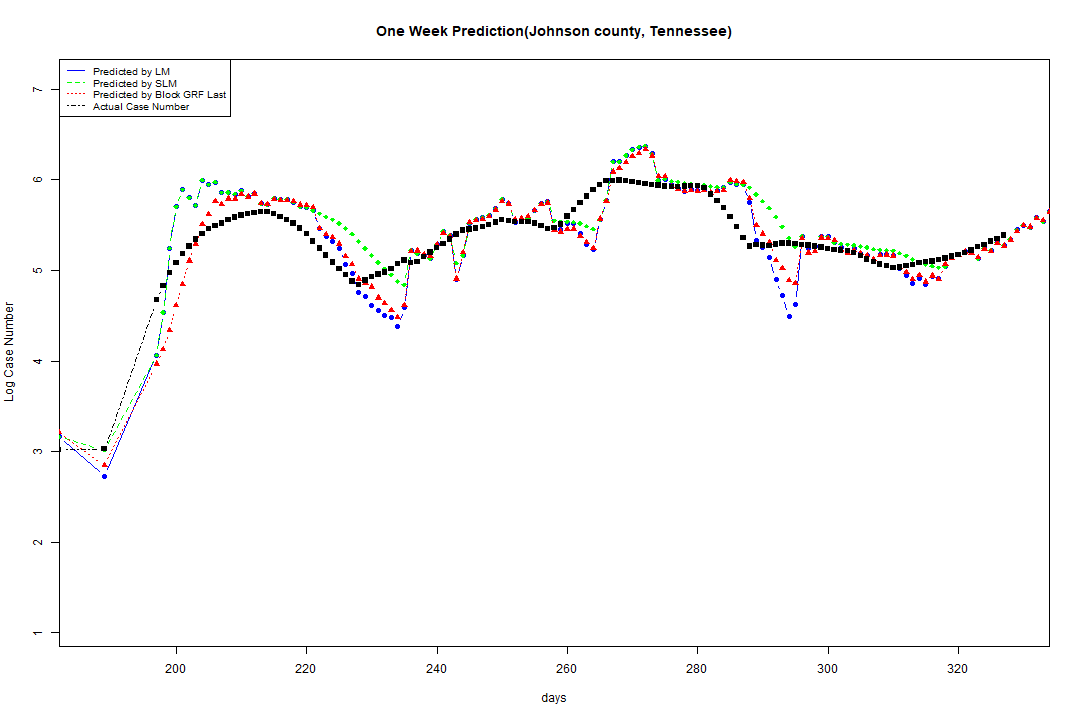 One Week Prediction(Johnson county, Tennessee)
Predicted by LM
Predicted by SLM
Predicted by Block GRF Last
Actual Case Number
7
6
5
4
3
2
1
Log Case Number
200 220 240 260 280 300 320
days